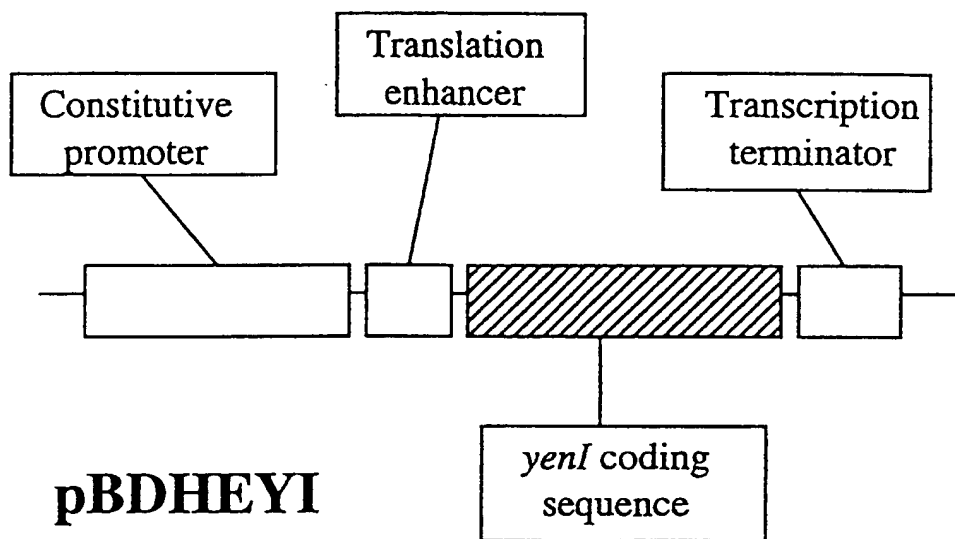 Constitutive
promoter
Translation
enhancer
Transcription
terminator
yenI coding
sequence
pBDHEYI